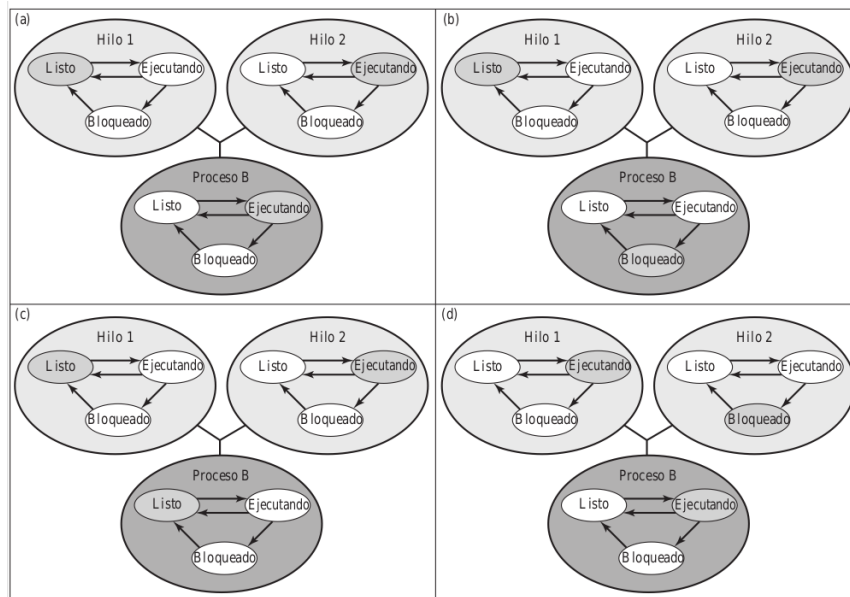 (a)
Hilo 1
Hilo 2
Listo
Ejecutando
Listo
Ejecutando
Bloqueado
Bloqueado
Proceso B
Listo
Ejecutando
Bloqueado
(b)
Hilo 1
Hilo 2
Listo
Ejecutando
Listo
Ejecutando
Bloqueado
Bloqueado
Proceso B
Listo
Ejecutando
Bloqueado
(c)
Hilo 1
Hilo 2
Listo
Ejecutando
Listo
Ejecutando
Bloqueado
Bloqueado
Proceso B
Listo
Ejecutando
Bloqueado
(d)
Hilo 1
Hilo 2
Listo
Ejecutando
Listo
Ejecutando
Bloqueado
Bloqueado
Proceso B
Listo
Ejecutando
Bloqueado